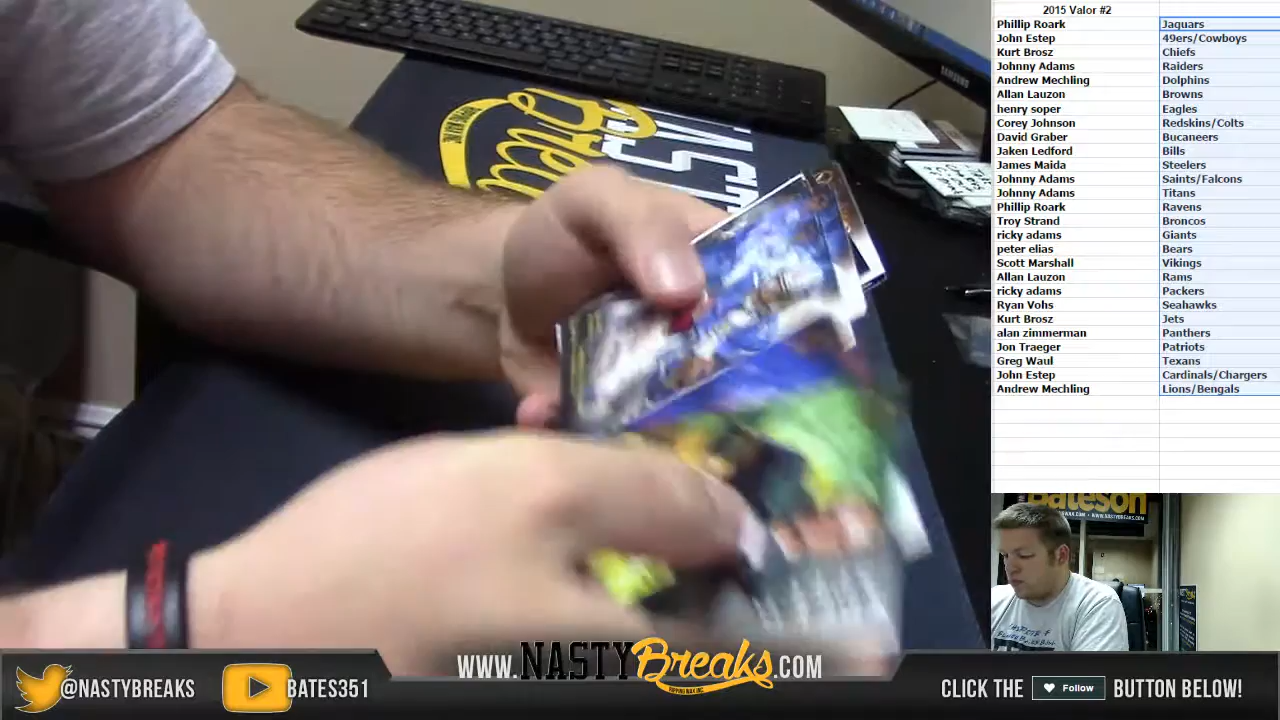 2015 Valor #2
Phillip Roark Jaguars
John Estep 49ers/Cowboys
Kurt Brosz Chiefs
Johnny Adams Raiders
Andrew Mechling Dolphins
Allan Lauzon Browns
henry soper Eagles
Corey Johnson Redskins/Colts
David Graber Bucaneers
Jaken Ledford Bills
James Maida Steelers
Johnny Adams Saints/Falcons
Johnny Adams Titans
Phillip Roark Ravens
Troy Strand Broncos
ricky adams Giants
peter elias Bears
Scott Marshall Vikings
Allan Lauzon Rams
ricky adams Packers
Ryan Vohs Seahawks
Kurt Brosz Jets
alan zimmerman Panthers
Jon Traeger Patriots
Greg Waul Texans
John Estep Cardinals/Chargers
Andrew Mechling Lions/Bengals
SAMSUNG
Bateson
@NASTYBREAKS
BATES351
WWW.NASTYBreaks.COM
RIPPING WAX INC.
CLICK THE Follow BUTTON BELOW!